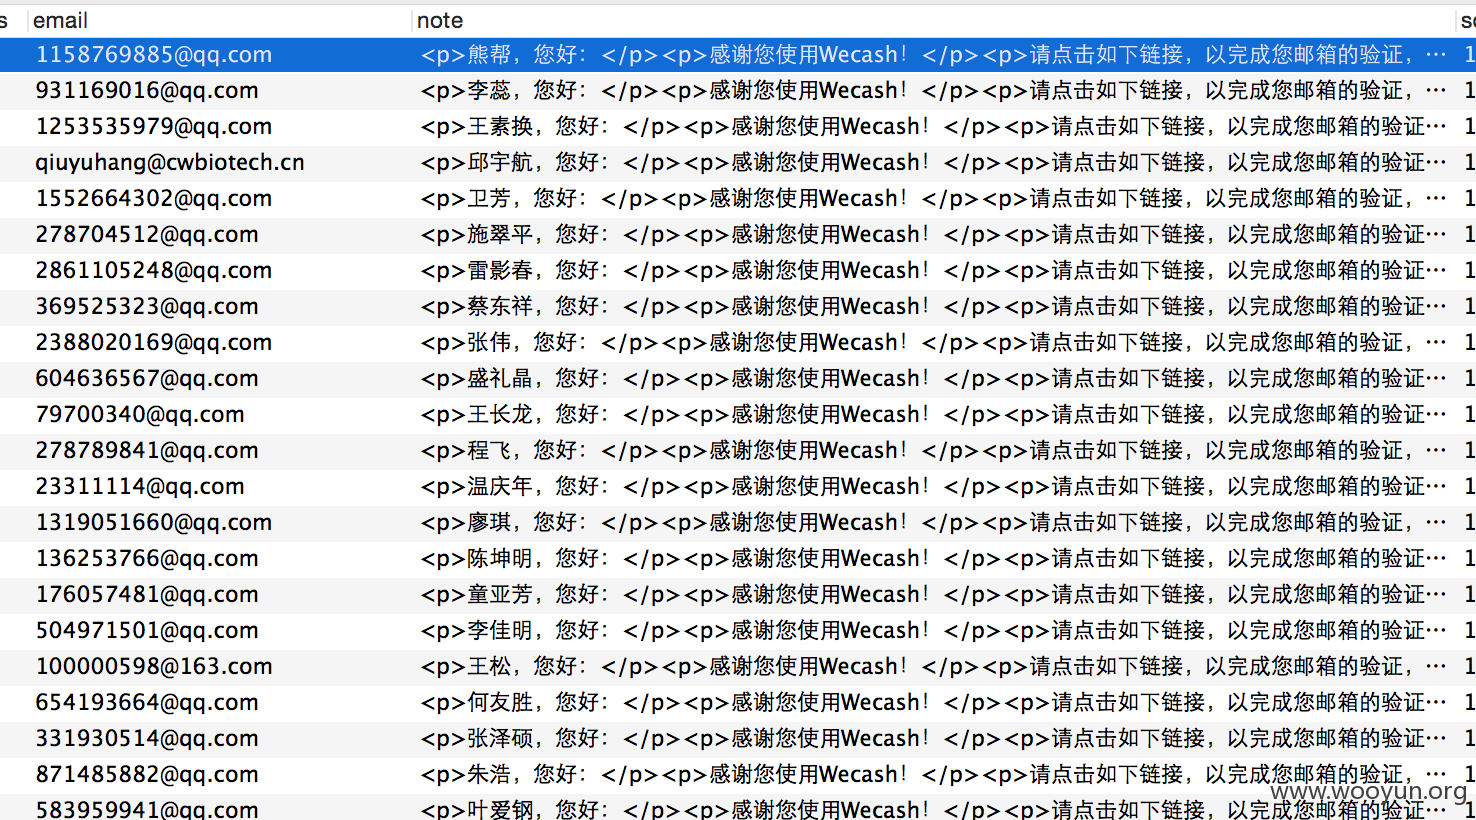 s email note sc
1158769885@qq.com <p>熊帮，您好：</p><p>感谢您使用Wecash！</p><p>请点击如下链接，以完成您邮箱的验证，… 1
931169016@qq.com <p>李蕊，您好：</p><p>感谢您使用Wecash！</p><p>请点击如下链接，以完成您邮箱的验证，… 1
1253535979@qq.com <p>王素换，您好：</p><p>感谢您使用Wecash！</p><p>请点击如下链接，以完成您邮箱的验证… 1
qiuyuhang@cwbiotech.cn <p>邱宇航，您好：</p><p>感谢您使用Wecash！</p><p>请点击如下链接，以完成您邮箱的验证… 1
1552664302@qq.com <p>卫芳，您好：</p><p>感谢您使用Wecash！</p><p>请点击如下链接，以完成您邮箱的验证，… 1
278704512@qq.com <p>施翠平，您好：</p><p>感谢您使用Wecash！</p><p>请点击如下链接，以完成您邮箱的验证… 1
2861105248@qq.com <p>雷影春，您好：</p><p>感谢您使用Wecash！</p><p>请点击如下链接，以完成您邮箱的验证… 1
369525323@qq.com <p>蔡东祥，您好：</p><p>感谢您使用Wecash！</p><p>请点击如下链接，以完成您邮箱的验证… 1
2388020169@qq.com <p>张伟，您好：</p><p>感谢您使用Wecash！</p><p>请点击如下链接，以完成您邮箱的验证，… 1
604636567@qq.com <p>盛礼晶，您好：</p><p>感谢您使用Wecash！</p><p>请点击如下链接，以完成您邮箱的验证… 1
79700340@qq.com <p>王长龙，您好：</p><p>感谢您使用Wecash！</p><p>请点击如下链接，以完成您邮箱的验证… 1
278789841@qq.com <p>程飞，您好：</p><p>感谢您使用Wecash！</p><p>请点击如下链接，以完成您邮箱的验证，… 1
23311114@qq.com <p>温庆年，您好：</p><p>感谢您使用Wecash！</p><p>请点击如下链接，以完成您邮箱的验证… 1
1319051660@qq.com <p>廖琪，您好：</p><p>感谢您使用Wecash！</p><p>请点击如下链接，以完成您邮箱的验证，… 1
136253766@qq.com <p>陈坤明，您好：</p><p>感谢您使用Wecash！</p><p>请点击如下链接，以完成您邮箱的验证… 1
176057481@qq.com <p>童亚芳，您好：</p><p>感谢您使用Wecash！</p><p>请点击如下链接，以完成您邮箱的验证… 1
504971501@qq.com <p>李佳明，您好：</p><p>感谢您使用Wecash！</p><p>请点击如下链接，以完成您邮箱的验证… 1
100000598@163.com <p>王松，您好：</p><p>感谢您使用Wecash！</p><p>请点击如下链接，以完成您邮箱的验证，… 1
654193664@qq.com <p>何友胜，您好：</p><p>感谢您使用Wecash！</p><p>请点击如下链接，以完成您邮箱的验证… 1
331930514@qq.com <p>张泽硕，您好：</p><p>感谢您使用Wecash！</p><p>请点击如下链接，以完成您邮箱的验证… 1
871485882@qq.com <p>朱浩，您好：</p><p>感谢您使用Wecash！</p><p>请点击如下链接，以完成您邮箱的验证，… 1
583959941@qq.com <p>叶爱钢，您好：</p><p>感谢您使用Wecash！</p><p>请点击如下链接，以完成您邮箱的验证… 1
www.wooyun.org